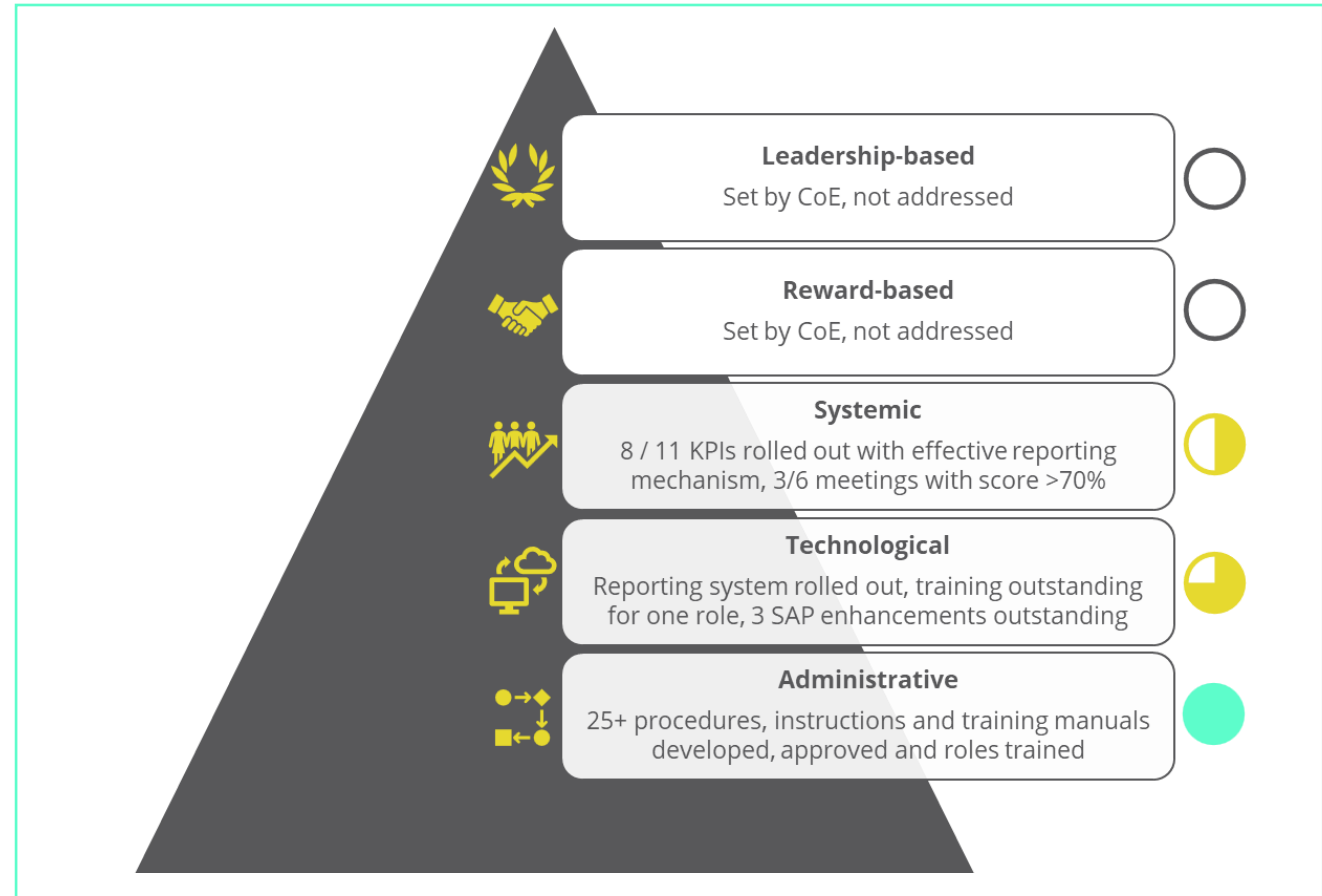 Leadership-based
Set by CoE, not addressed
Reward-based
Set by CoE, not addressed
Systemic
8 / 11 KPIs rolled out with effective reporting
mechanism, 3/6 meetings with score >70%
Technological
Reporting system rolled out, training outstanding
for one role, 3 SAP enhancements outstanding
Administrative
25+ procedures, instructions and training manuals
developed, approved and roles trained